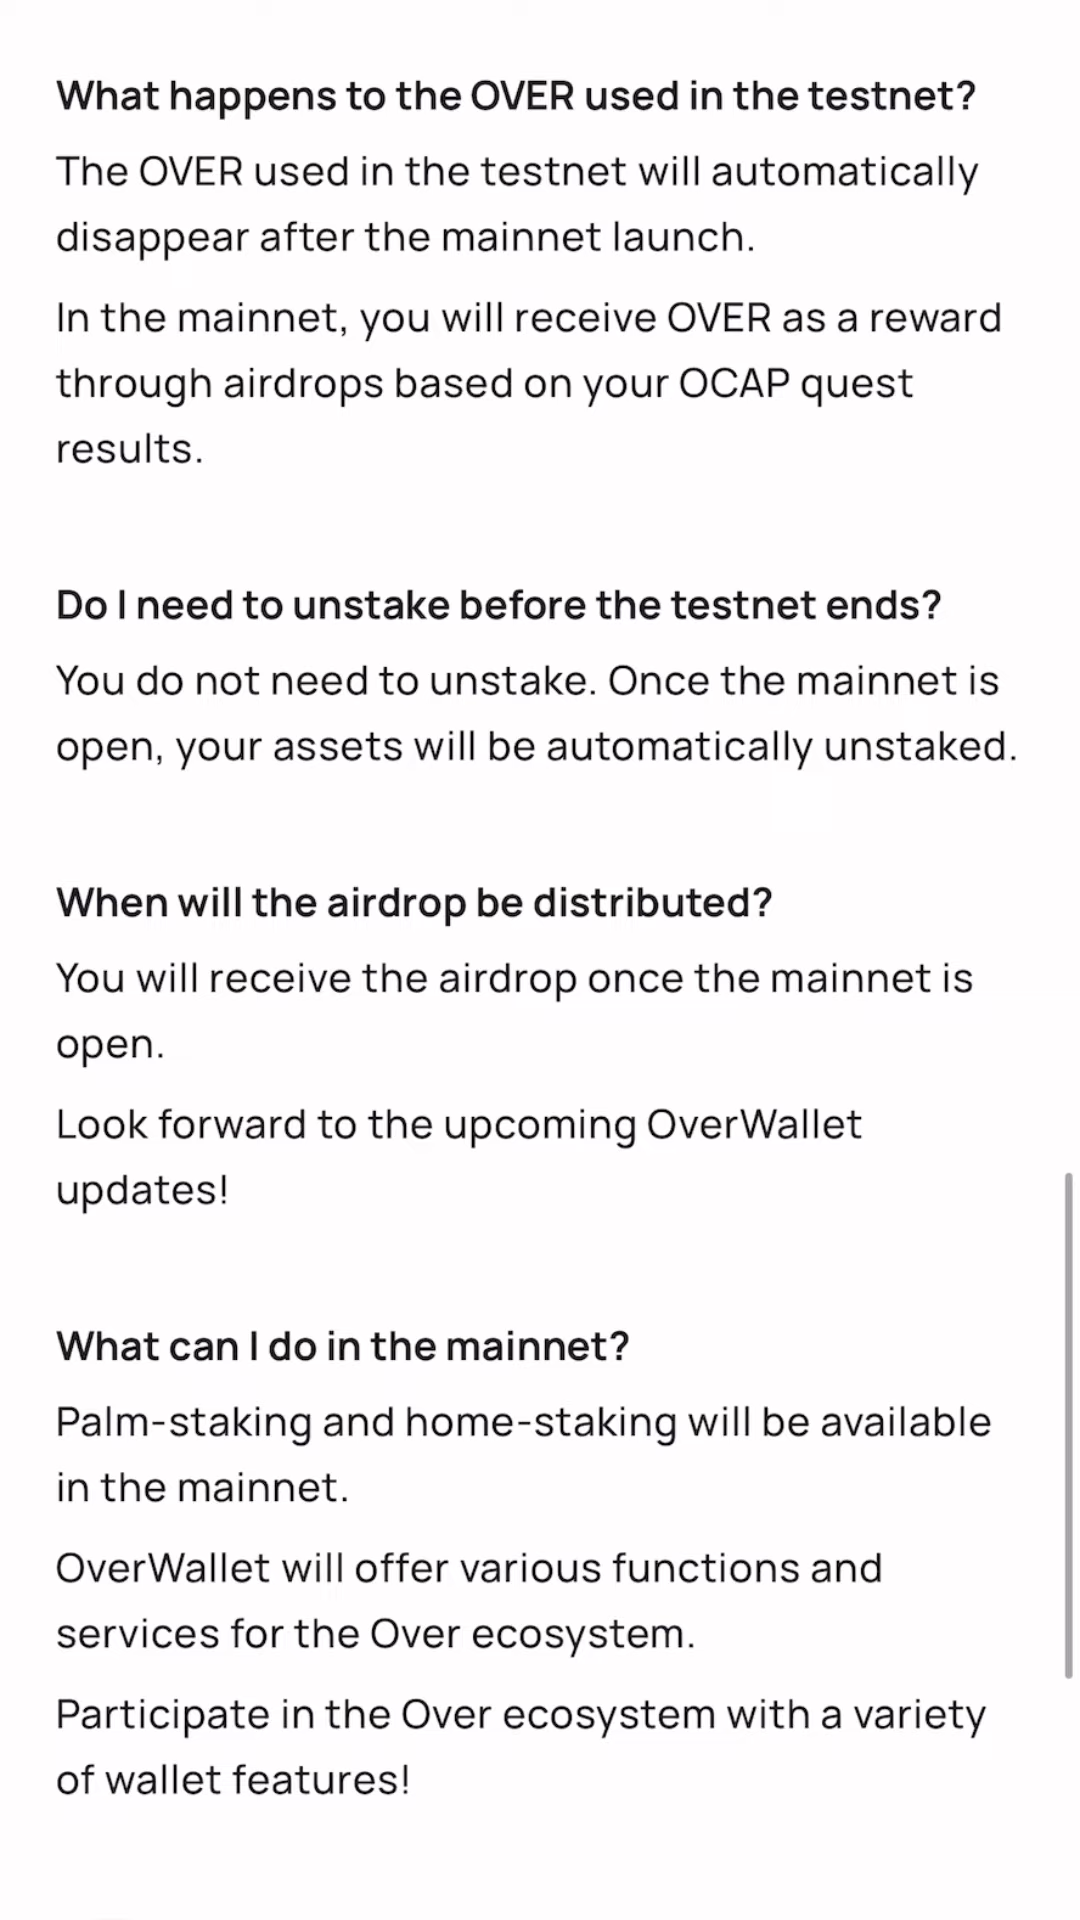 What happens to the OVER used in the testnet?
The OVER used in the testnet will automatically
disappear after the mainnet launch.
In the mainnet, you will receive OVER as a reward
through airdrops based on your OCAP quest
results.
Do I need to unstake before the testnet ends?
You do not need to unstake. Once the mainnet is
open, your assets will be automatically unstaked.
When will the airdrop be distributed?
You will receive the airdrop once the mainnet is
open.
Look forward to the upcoming OverWallet
updates!
What can I do in the mainnet?
Palm-staking and home-staking will be available
in the mainnet.
OverWallet will offer various functions and
services for the Over ecosystem.
Participate in the Over ecosystem with a variety
of wallet features!